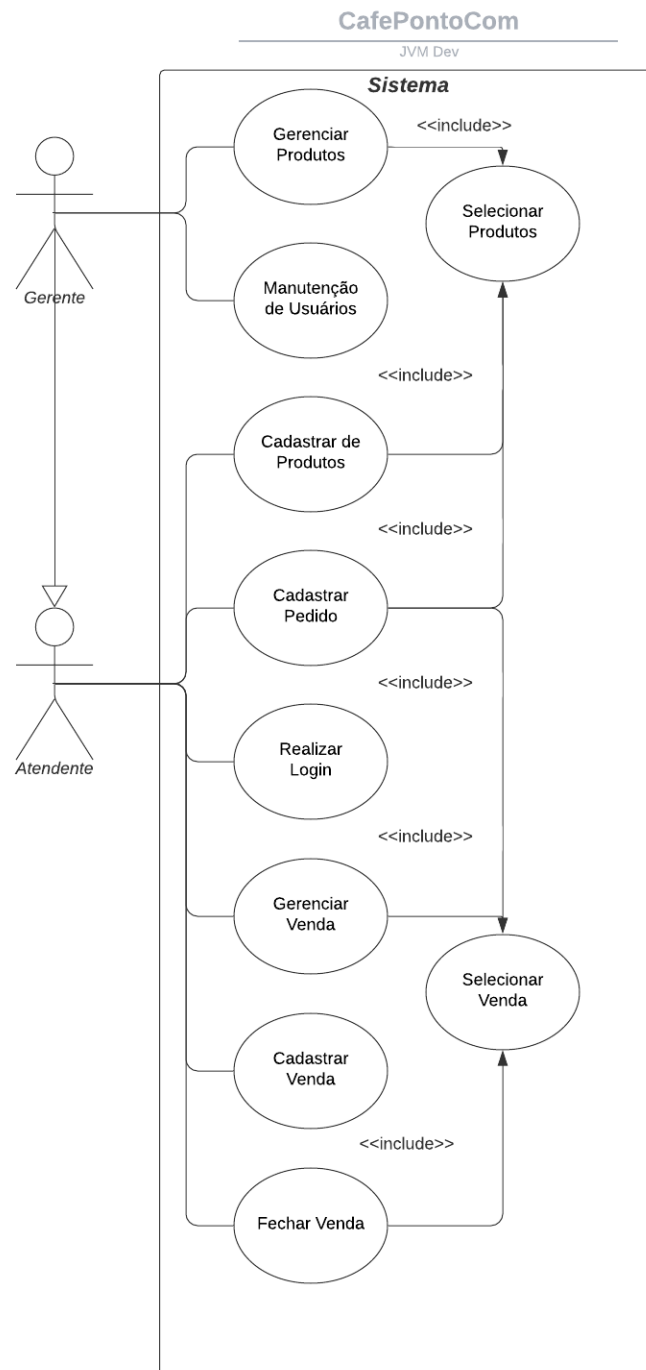 CafePontoCom
JVM Dev
Sistema
Gerenciar
Produtos
<<include>>
Selecionar
Produtos
Gerente
Manutenção
de Usuários
<<include>>
Cadastrar de
Produtos
<<include>>
Cadastrar
Pedido
<<include>>
Atendente
Realizar
Login
<<include>>
Gerenciar
Venda
Selecionar
Venda
Cadastrar
Venda
<<include>>
Fechar Venda